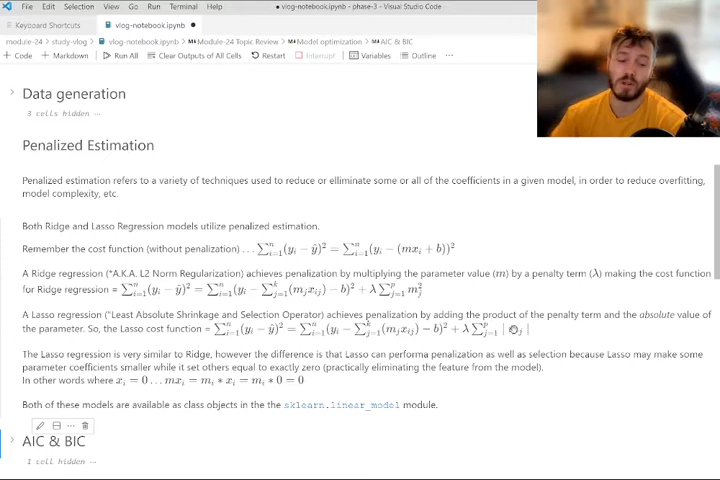 File Edit Selection View Go Run Terminal Help ● vlog-notebook.ipynb - phase-3 - Visual Studio Code
Keyboard Shortcuts vlog-notebook.ipynb ●
module-24 > study-vlog > vlog-notebook.ipynb > M↓Module-24 Topic Review > M↓Model optimization > M↓AIC & BIC
+ Code + Markdown Run All Clear Outputs of All Cells Restart Interrupt Variables Outline ···
Data generation
3 cells hidden ···
Penalized Estimation
Penalized estimation refers to a variety of techniques used to reduce or elliminate some or all of the coefficients in a given model, in order to reduce overfitting,
model complexity, etc.
Both Ridge and Lasso Regression models utilize penalized estimation.
Remember the cost function (without penalization) . . . ∑ⁿᵢ₌₁(yᵢ − ŷ)² = ∑ⁿᵢ₌₁(yᵢ − (mxᵢ + b))²
A Ridge regression (*A.K.A. L2 Norm Regularization) achieves penalization by multiplying the parameter value (m) by a penalty term (λ) making the cost function
for Ridge regression = ∑ⁿᵢ₌₁(yᵢ − ŷ)² = ∑ⁿᵢ₌₁(yᵢ − ∑ᵏⱼ₌₁(mⱼxᵢⱼ) − b)² + λ∑ᵖⱼ₌₁ mⱼ²
A Lasso regression ("Least Absolute Shrinkage and Selection Operator) achieves penalization by adding the product of the penalty term and the absolute value of
the parameter. So, the Lasso cost function = ∑ⁿᵢ₌₁(yᵢ − ŷ)² = ∑ⁿᵢ₌₁(yᵢ − ∑ᵏⱼ₌₁(mⱼxᵢⱼ) − b)² + λ∑ᵖⱼ₌₁ | mⱼ |
The Lasso regression is very similar to Ridge, however the difference is that Lasso can performa penalization as well as selection because Lasso may make some
parameter coefficients smaller while it set others equal to exactly zero (practically eliminating the feature from the model).
In other words where xᵢ = 0 . . . mxᵢ = mᵢ * xᵢ = mᵢ * 0 = 0
Both of these models are available as class objects in the the sklearn.linear_model module.
AIC & BIC
1 cell hidden ···